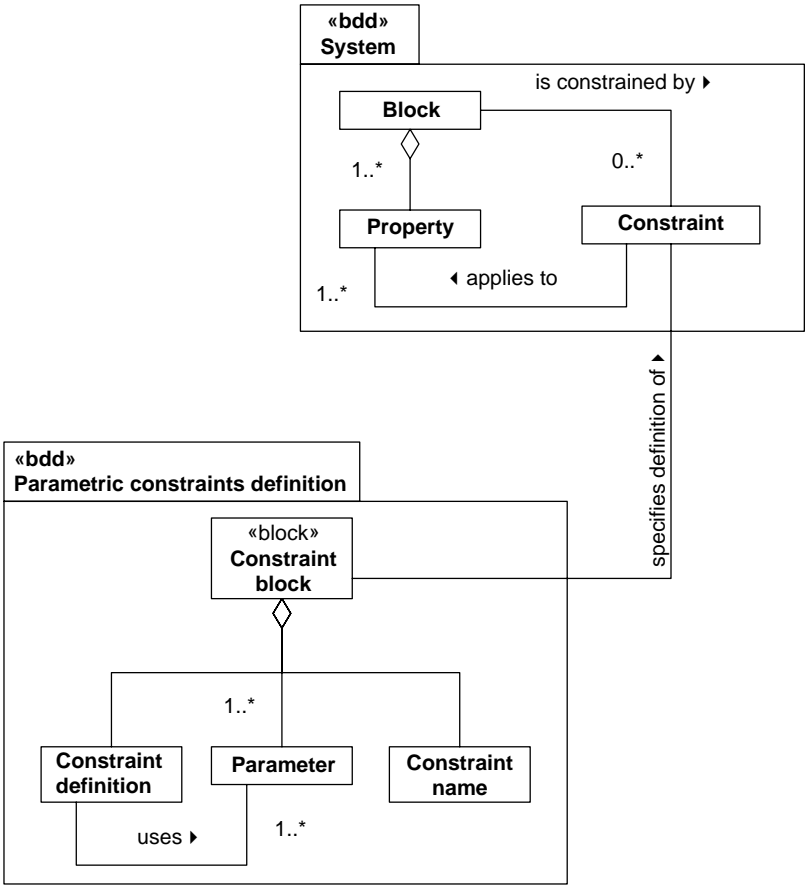 «bdd»
System
is constrained by ▸
Block
1..*
0..*
Property
Constraint
◂ applies to
1..*
specifies definition of ▸
«bdd»
Parametric constraints definition
«block»
Constraint
block
1..*
Constraint
definition
Parameter
Constraint
name
uses ▸
1..*